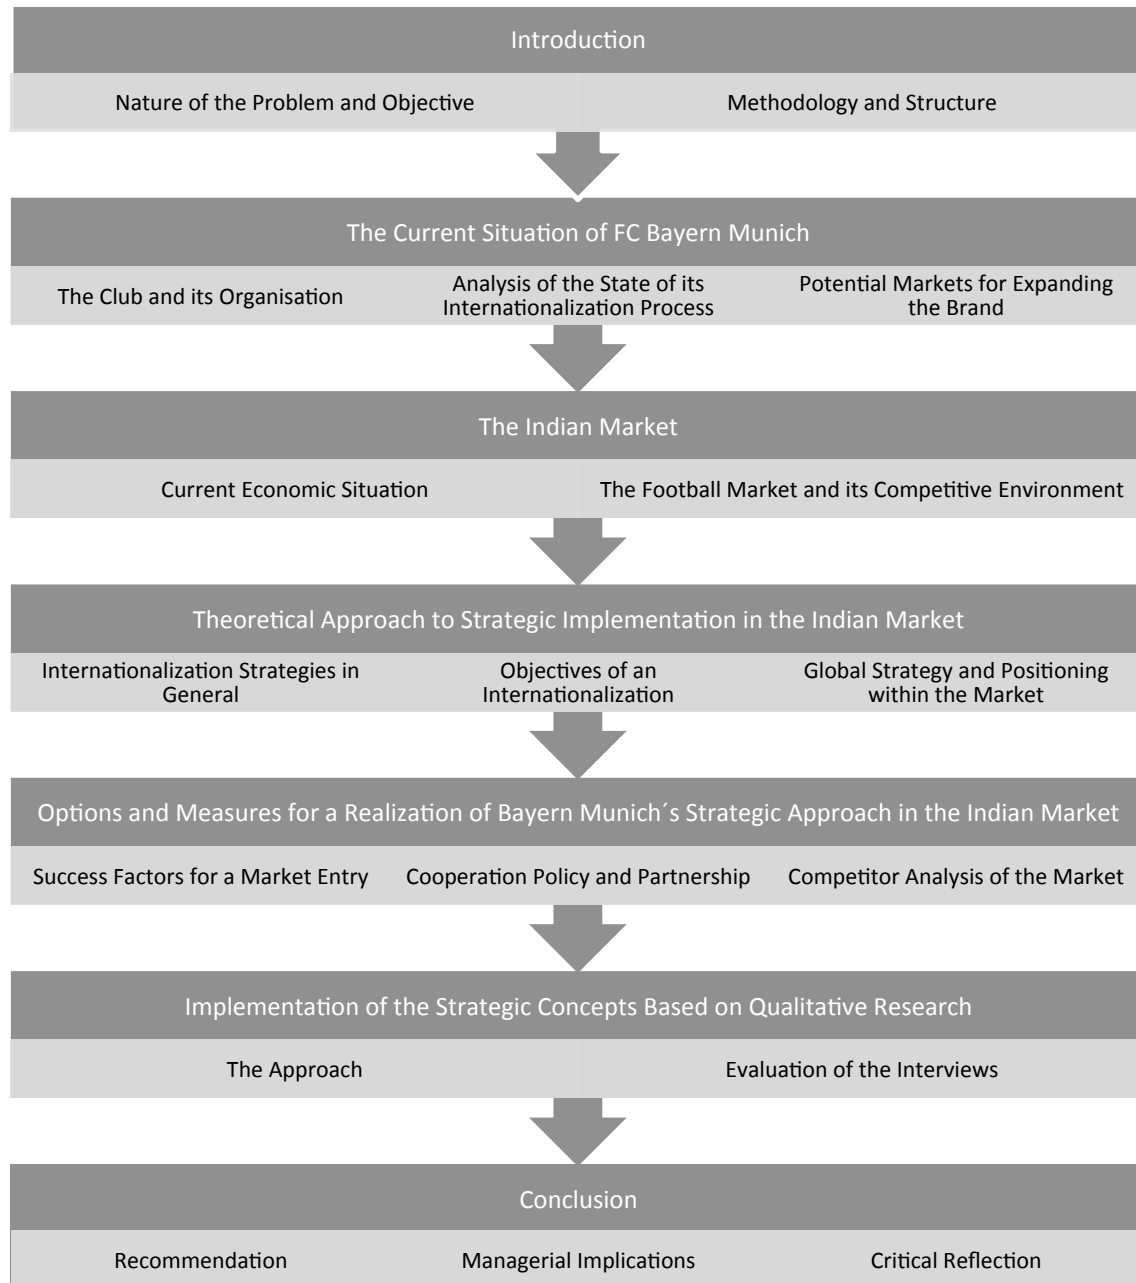 Introduction
Nature of the Problem and Objective
Methodology and Structure
The Current Situation of FC Bayern Munich
The Club and its Organisation
Analysis of the State of its
Internationalization Process
Potential Markets for Expanding
the Brand
The Indian Market
Current Economic Situation
The Football Market and its Competitive Environment
Theoretical Approach to Strategic Implementation in the Indian Market
Internationalization Strategies in
General
Objectives of an
Internationalization
Global Strategy and Positioning
within the Market
Options and Measures for a Realization of Bayern Munich´s Strategic Approach in the Indian Market
Success Factors for a Market Entry
Cooperation Policy and Partnership
Competitor Analysis of the Market
Implementation of the Strategic Concepts Based on Qualitative Research
The Approach
Evaluation of the Interviews
Conclusion
Recommendation
Managerial Implications
Critical Reflection